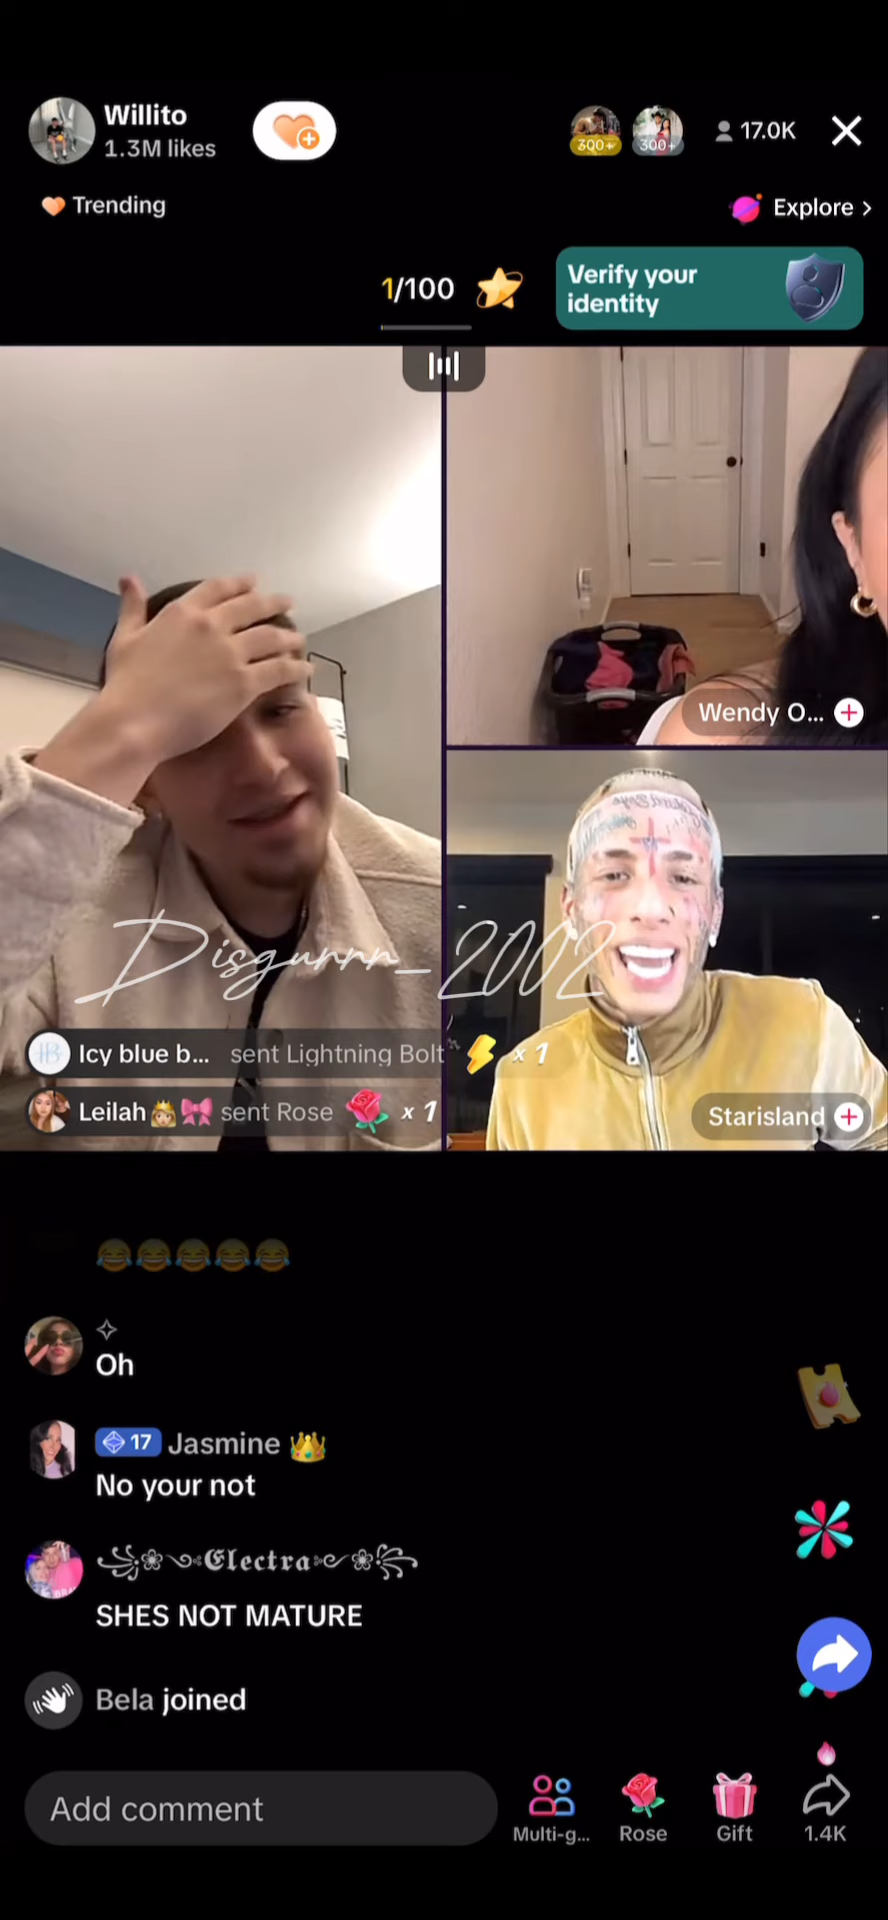 Willito
1.3M likes
300+
300+
17.0K
Trending
Explore >
1/100
Verify your
identity
Wendy O...
Disgurrr_2002
Icy blue b... sent Lightning Bolt x 1
Leilah👸🏼🎀 sent Rose x 1
Starisland
😂😂😂😂😂
✧
Oh
17 Jasmine 👑
No your not
꧁❀༺𝕰𝖑𝖊𝖈𝖙𝖗𝖆༻❀꧂
SHES NOT MATURE
Bela joined
Add comment
Multi-g...
Rose
Gift
1.4K